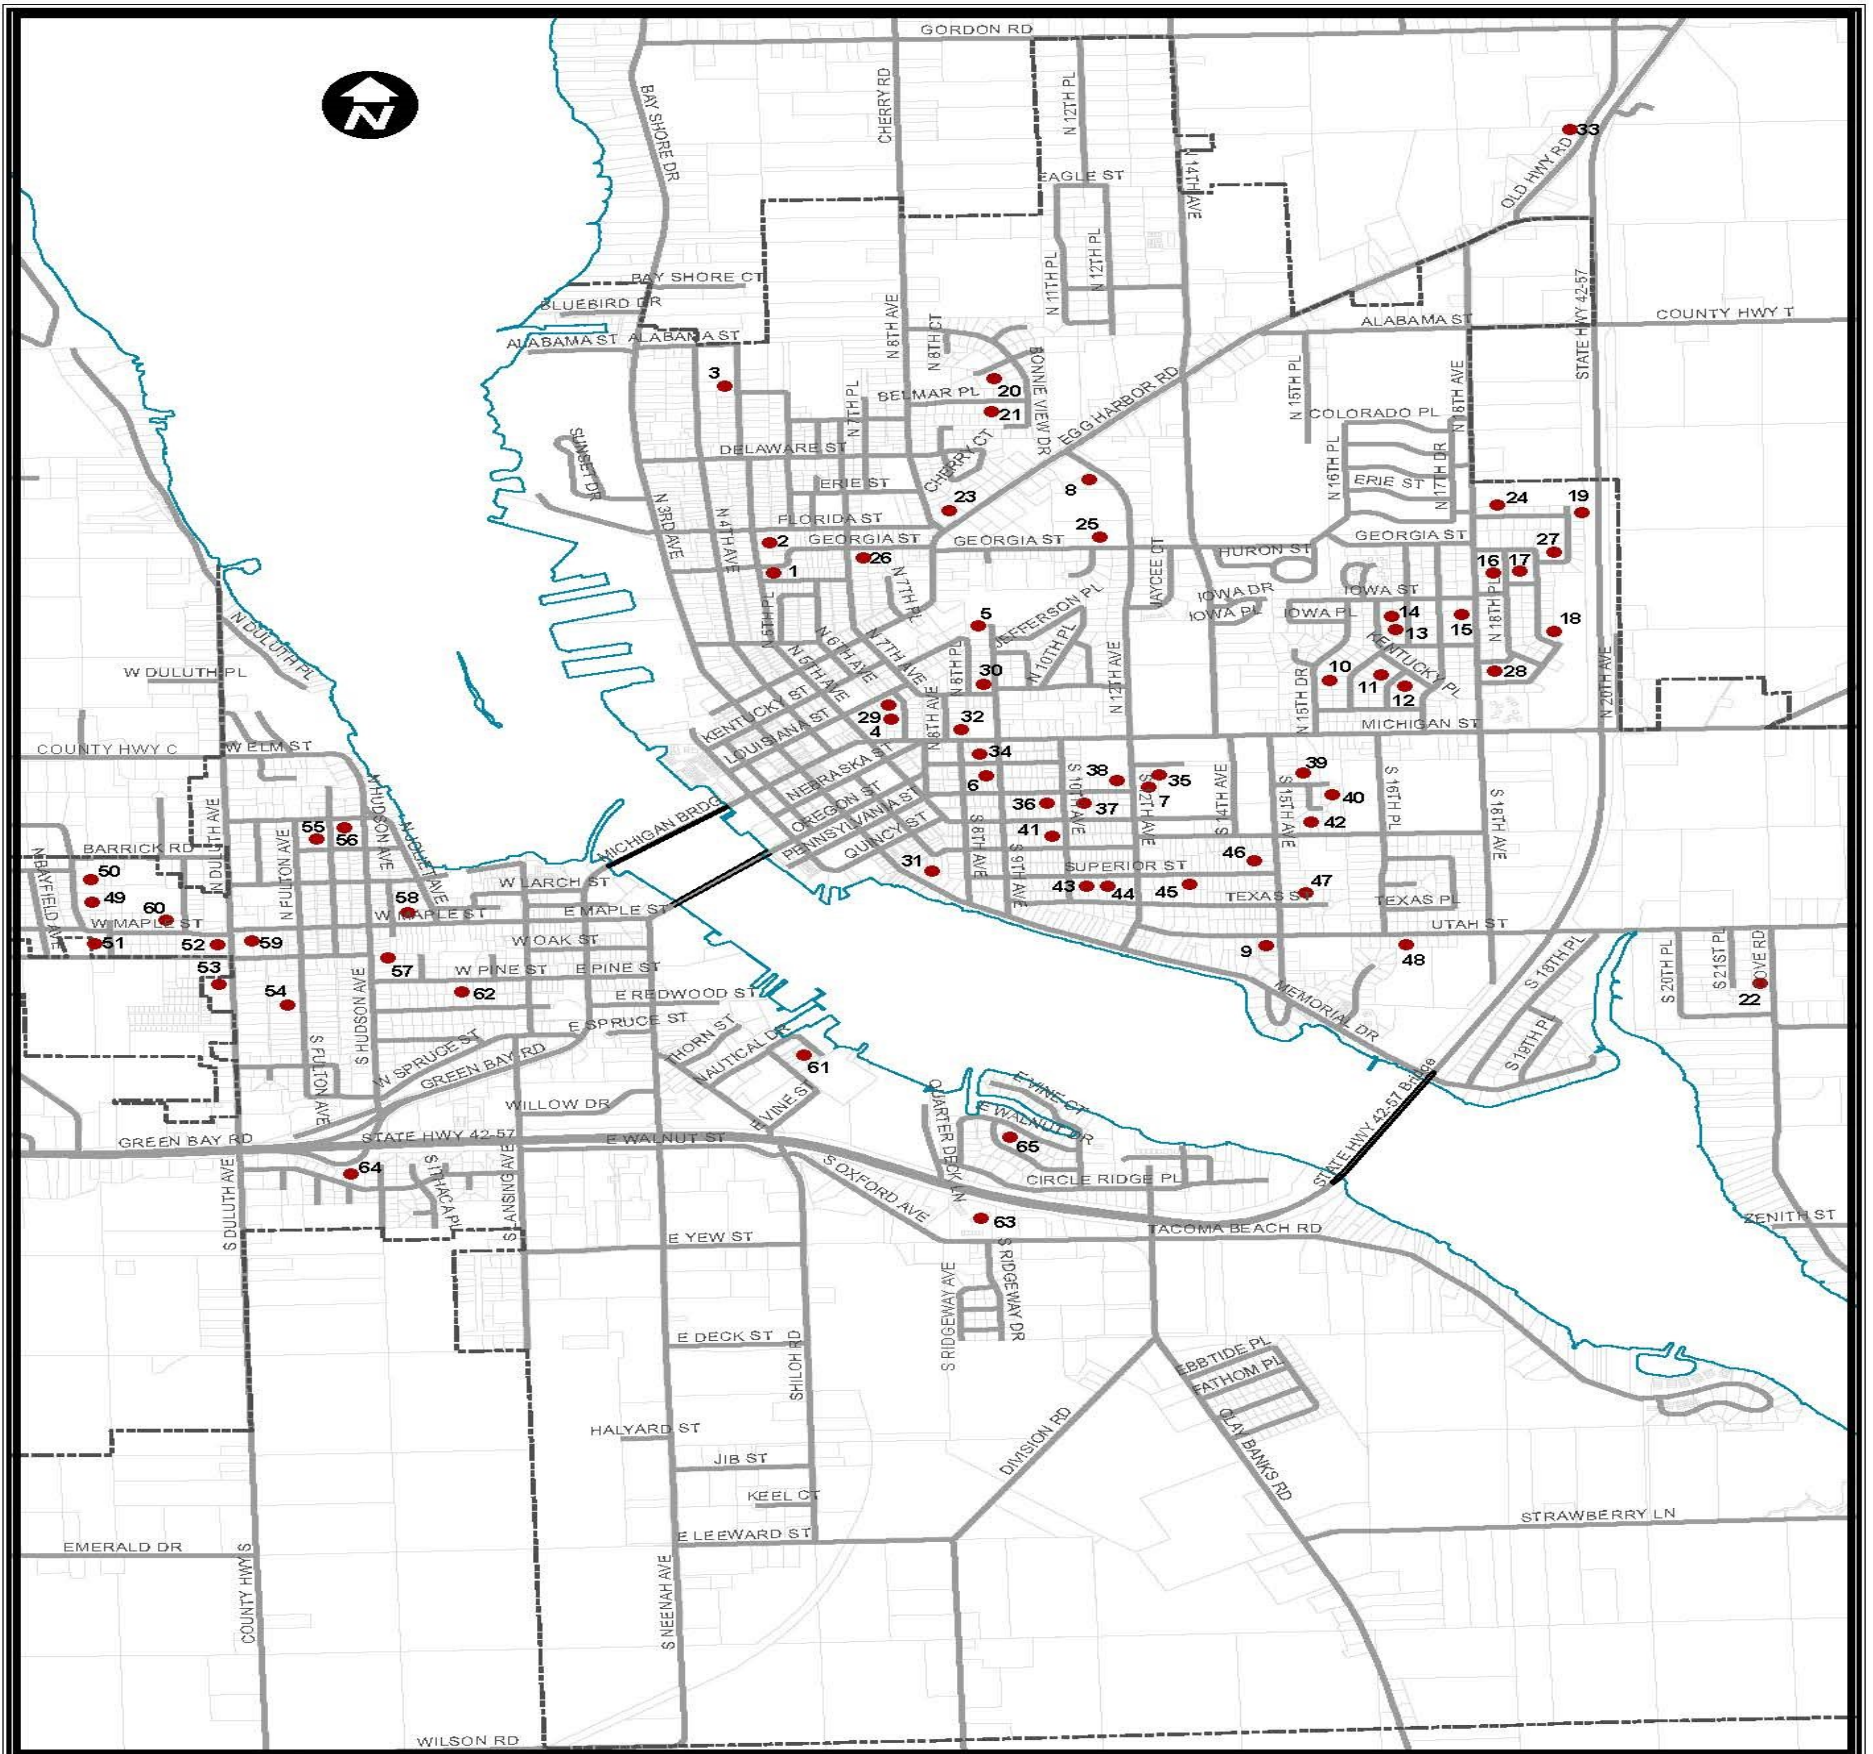 GORDON RD
N
BAY SHORE DR
CHERRY RD
N 12TH PL
N 14TH AVE
33
OLD HWY RD
EAGLE ST
N 11TH PL
N 12TH PL
STATE HWY 42-57
BAY SHORE CT
BLUEBIRD DR
ALABAMA ST
ALABAMA ST
N 8TH AVE
N 8TH CT
BONNIE VIEW DR
ALABAMA ST
COUNTY HWY T
3
N 7TH PL
BELMAR PL
20
21
EGG HARBOR RD
N 15TH PL
N 18TH AVE
COLORADO PL
SUNSET DR
DELAWARE ST
CHERRY CT
N 16TH PL
N 17TH DR
ERIE ST
ERIE ST
8
23
24
19
N 3RD AVE
N 4TH AVE
FLORIDA ST
25
2
GEORGIA ST
GEORGIA ST
GEORGIA ST
HURON ST
27
26
1
N 7TH PL
JAYCEE CT
16
17
IOWA DR
IOWA ST
IOWA PL
IOWA PL
N 5TH PL
N 5TH AVE
N 6TH AVE
N 7TH AVE
5
JEFFERSON PL
N 10TH PL
14
13
15
N 18TH PL
18
KENTUCKY PL
N DULUTH PL
W DULUTH PL
N 8TH PL
30
N 12TH AVE
N 15TH DR
10
11
12
28
N 20TH AVE
KENTUCKY ST
LOUISIANA ST
29
4
N 8TH AVE
32
MICHIGAN ST
COUNTY HWY C
W ELM ST
NEBRASKA ST
34
6
S 10TH AVE
38
35
S 12TH AVE
7
S 14TH AVE
S 15TH AVE
39
40
42
S 16TH PL
S 18TH AVE
N HUDSON AVE
N JOLIET AVE
N DULUTH AVE
N FULTON AVE
MICHIGAN BRDG
OREGON ST
PENNSYLVANIA ST
QUINCY ST
36
37
55
56
41
S 8TH AVE
S 9TH AVE
BARRICK RD
N BAYFIELD AVE
50
49
60
31
SUPERIOR ST
46
43
44
45
47
TEXAS ST
TEXAS PL
W LARCH ST
58
W MAPLE ST
E MAPLE ST
W MAPLE ST
UTAH ST
51
52
59
W OAK ST
9
48
S 18TH PL
S 20TH PL
S 21ST PL
COVE RD
57
W PINE ST
E PINE ST
53
54
62
E REDWOOD ST
22
MEMORIAL DR
S HUDSON AVE
S FULTON AVE
E SPRUCE ST
W SPRUCE ST
GREEN BAY RD
THORN ST
NAUTICAL DR
61
E VINE ST
S 19TH PL
QUARTER DECK LN
E VINE CT
E WALNUT DR
65
STATE HWY 42-57 Bridge
WILLOW DR
GREEN BAY RD
STATE HWY 42-57
E WALNUT ST
64
S ITHACA PL
S LANSING AVE
S DULUTH AVE
S OXFORD AVE
CIRCLE RIDGE PL
63
TACOMA BEACH RD
ZENITH ST
E YEW ST
S RIDGEWAY AVE
S RIDGEWAY DR
E DECK ST
SHILOH RD
EBBTIDE PL
FATHOM PL
CLAY BANKS RD
HALYARD ST
DIVISION RD
JIB ST
KEEL CT
E LEEWARD ST
STRAWBERRY LN
EMERALD DR
COUNTY HWY S
S NEENAH AVE
WILSON RD